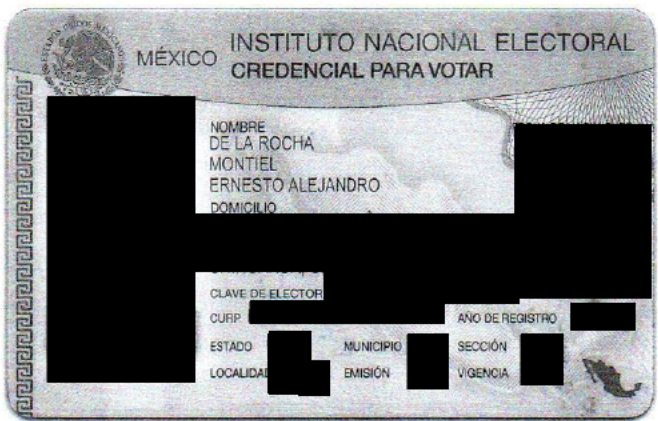 MÉXICO INSTITUTO NACIONAL ELECTORAL
CREDENCIAL PARA VOTAR
NOMBRE
DE LA ROCHA
MONTIEL
ERNESTO ALEJANDRO
DOMICILIO
CLAVE DE ELECTOR
CURP AÑO DE REGISTRO
ESTADO MUNICIPIO SECCIÓN
LOCALIDAD EMISIÓN VIGENCIA